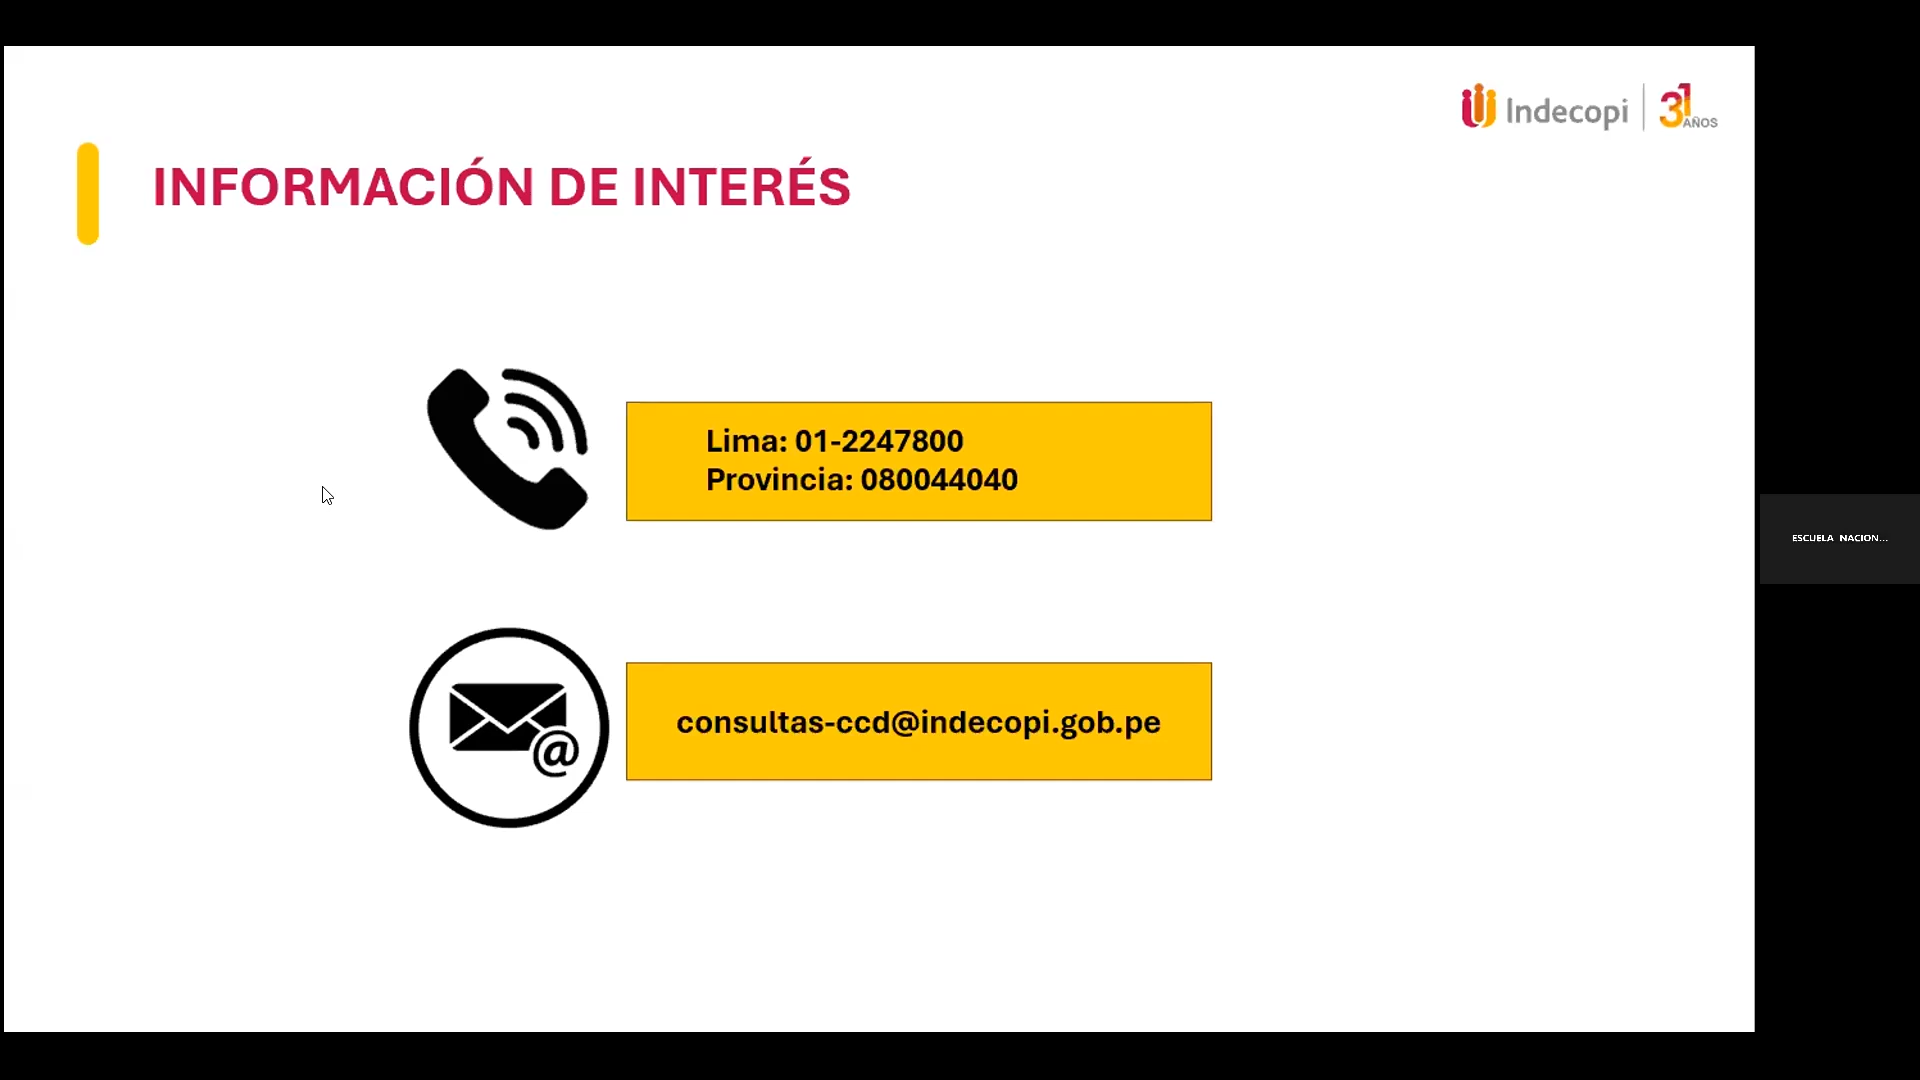 Indecopi
31 AÑOS
INFORMACIÓN DE INTERÉS
Lima: 01-2247800
Provincia: 080044040
ESCUELA NACION...
@
consultas-ccd@indecopi.gob.pe